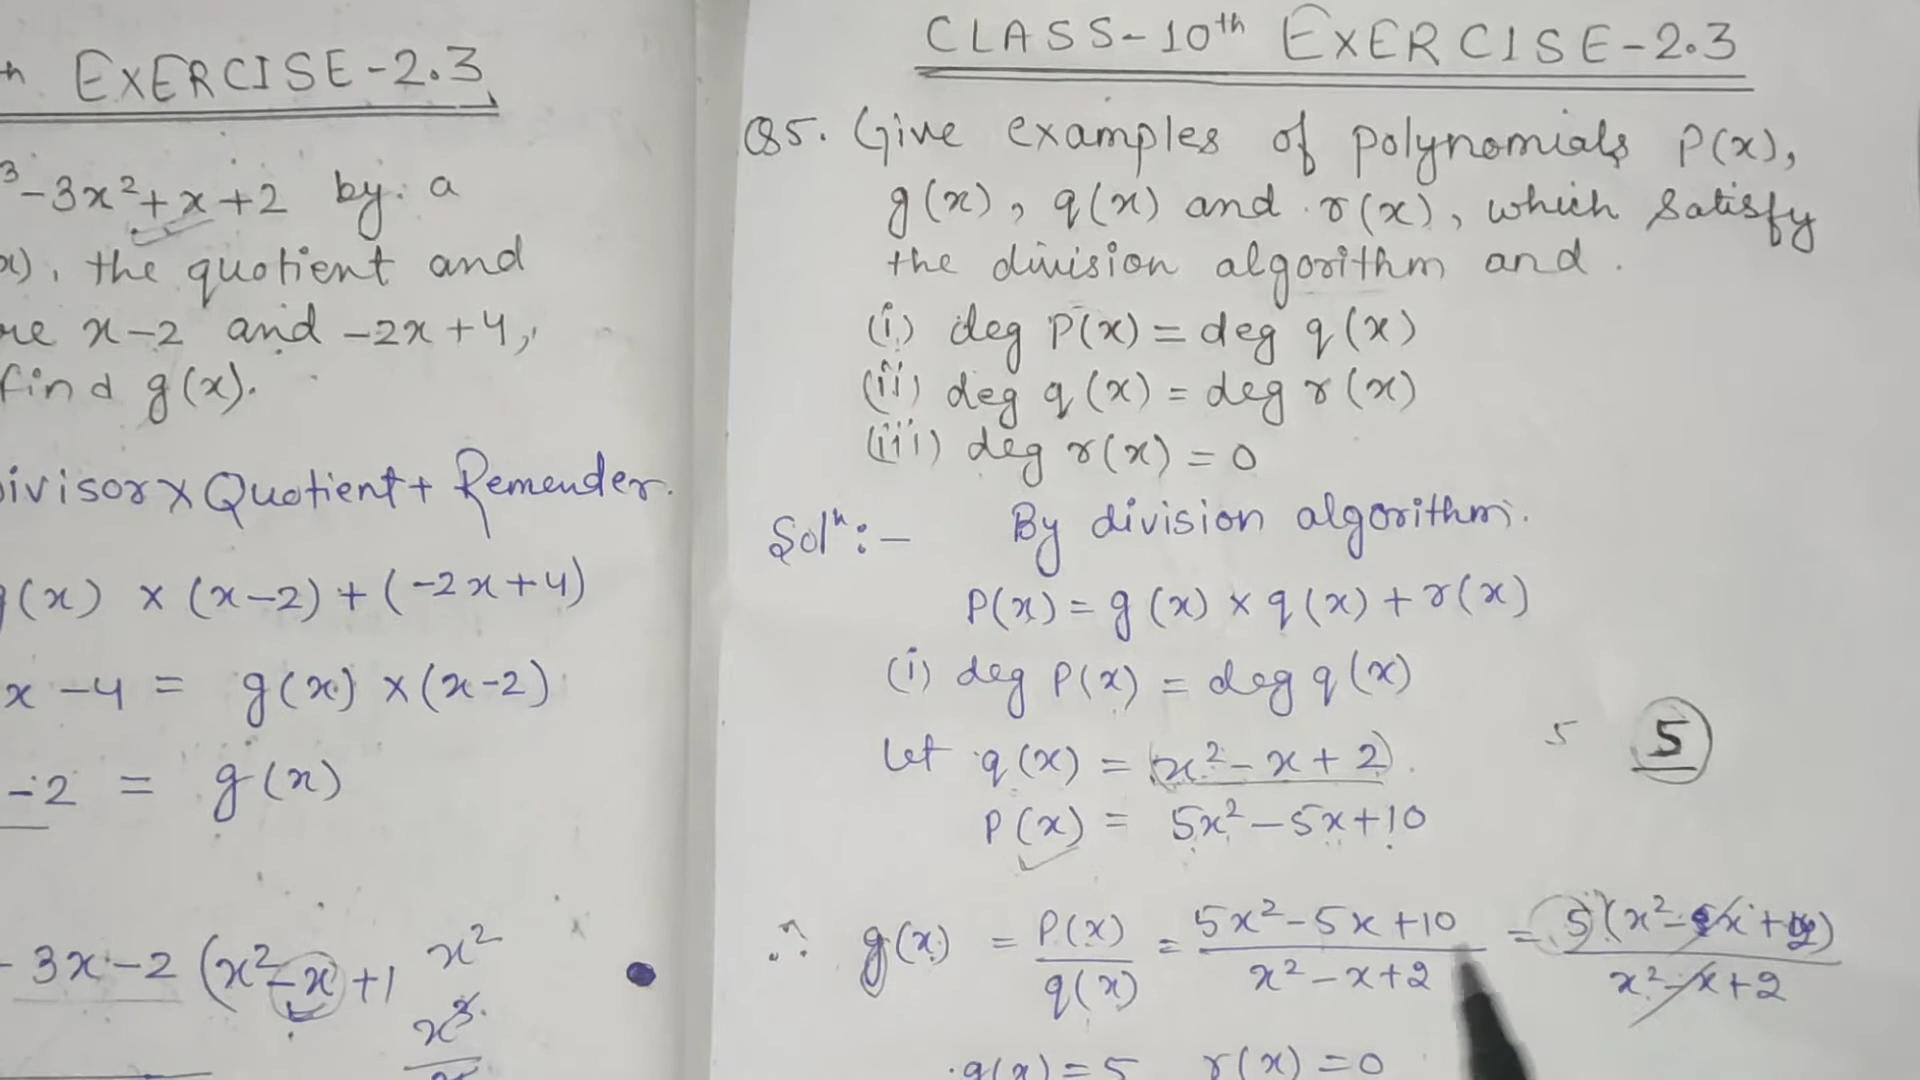 EXERCISE-2.3
³-3x²+x+2 by a
x), the quotient and
re x-2 and -2x+4,
find g(x).
ivisor x Quotient + Remender.
g(x) × (x-2) + (-2x+4)
x -4 = g(x) × (x-2)
-2 = g(x)
- 3x-2 (x²-x+1
x²
x³
CLASS-10th EXERCISE-2.3
Q5. Give examples of polynomials P(x),
g(x), q(x) and r(x), which satisfy
the division algorithm and.
(i) deg P(x) = deg q(x)
(ii) deg q(x) = deg r(x)
(iii) deg r(x) = 0
Solⁿ:- By division algorithm.
P(x) = g(x) × q(x) + r(x)
(i) deg P(x) = deg q(x)
Let q(x) = (x²-x+2).
5 5
P(x) = 5x²-5x+10
∴ g(x) = P(x)/q(x) = 5x²-5x+10/x²-x+2 = 5(x²-x+2)/x²-x+2
g(x) = 5 r(x) = 0